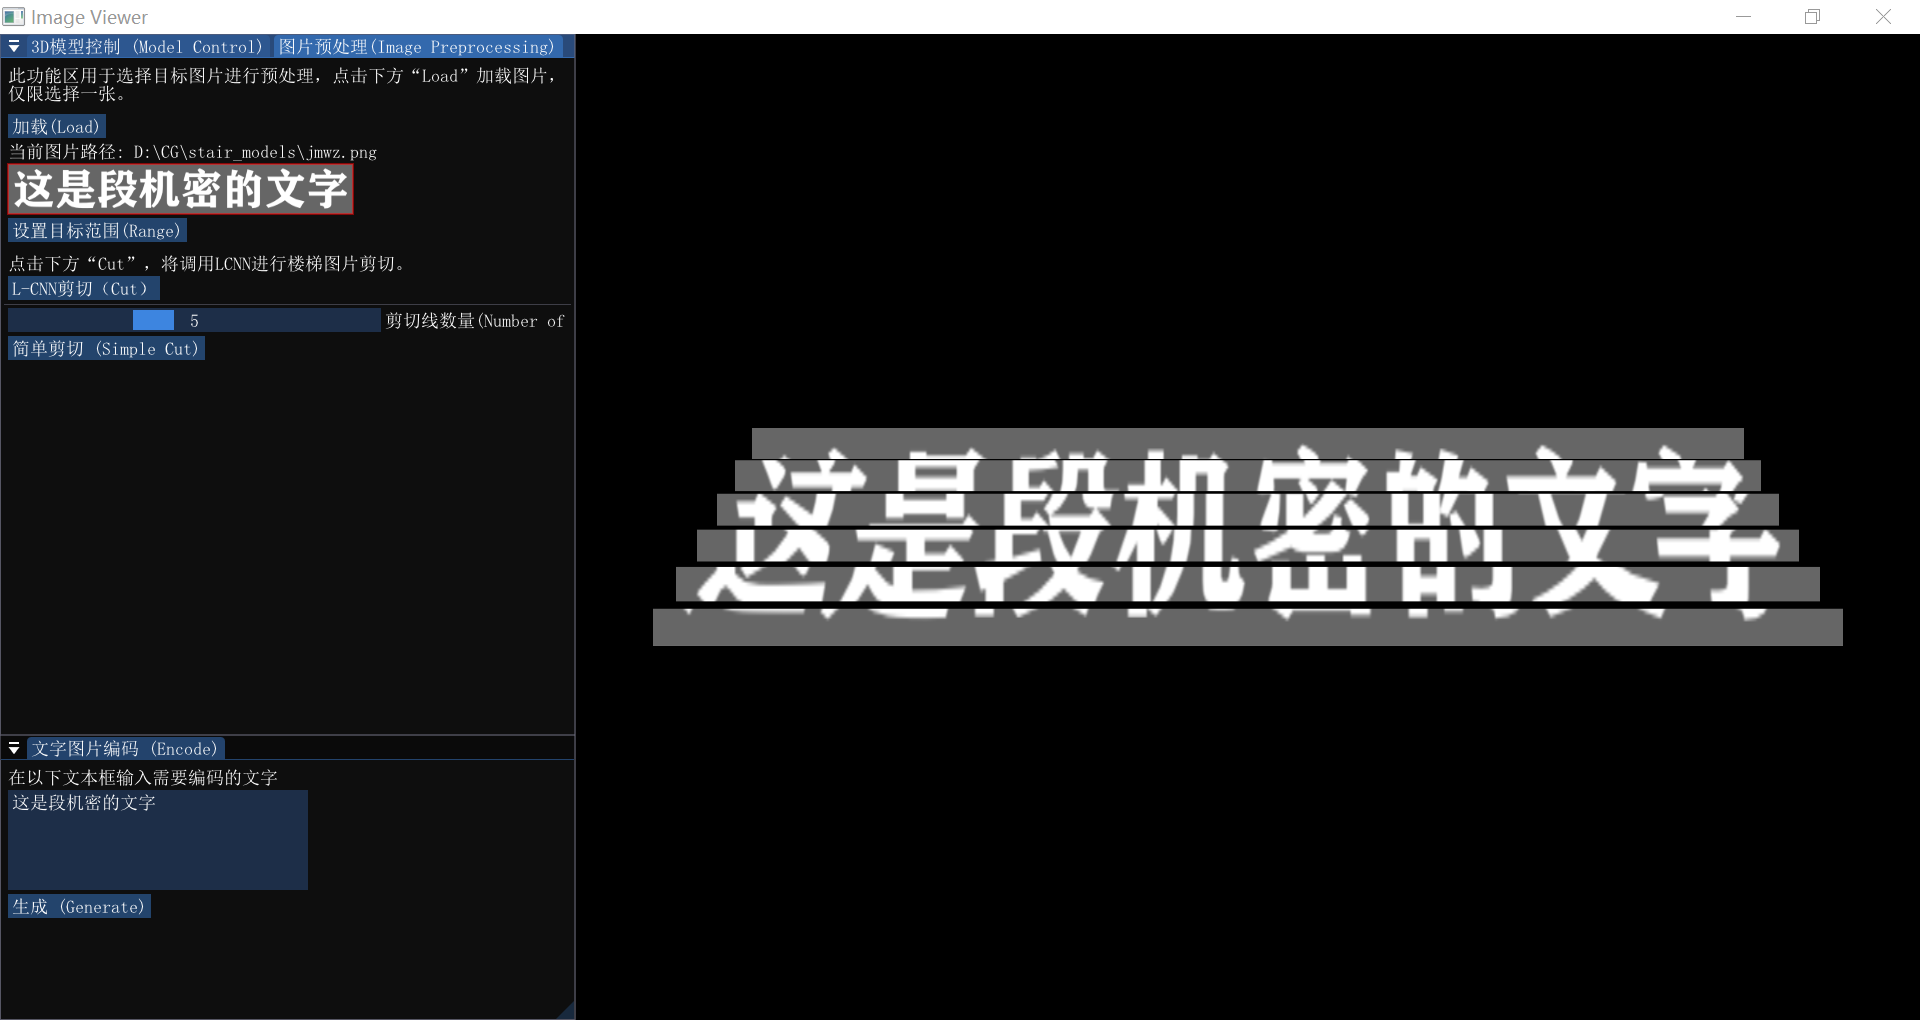 Image Viewer
3D模型控制 (Model Control) 图片预处理(Image Preprocessing)
此功能区用于选择目标图片进行预处理，点击下方“Load”加载图片，
仅限选择一张。
加载(Load)
当前图片路径: D:\CG\stair_models\jmwz.png
这是段机密的文字
设置目标范围(Range)
点击下方“Cut”，将调用LCNN进行楼梯图片剪切。
L-CNN剪切（Cut）
5 剪切线数量(Number of
简单剪切 (Simple Cut)
文字图片编码 (Encode)
在以下文本框输入需要编码的文字
这是段机密的文字
生成 (Generate)
这是段机密的文字